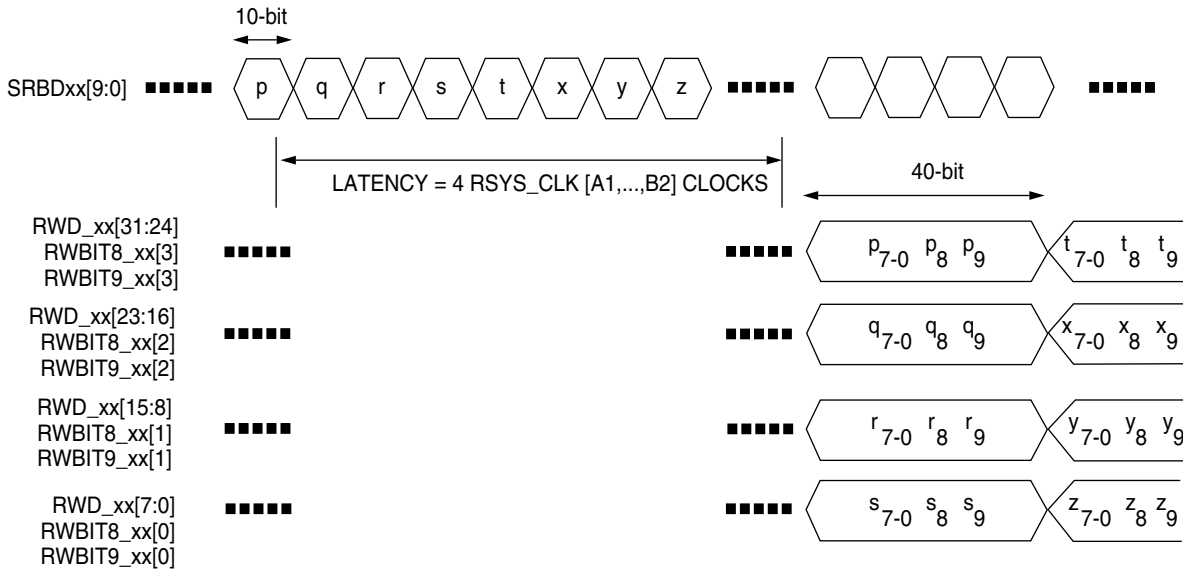 10-bit
SRBDxx[9:0] p q r s t x y z
LATENCY = 4 RSYS_CLK [A1,...,B2] CLOCKS
40-bit
RWD_xx[31:24]
RWBIT8_xx[3]
RWBIT9_xx[3]
p7-0 p8 p9 t7-0 t8 t9
RWD_xx[23:16]
RWBIT8_xx[2]
RWBIT9_xx[2]
q7-0 q8 q9 x7-0 x8 x9
RWD_xx[15:8]
RWBIT8_xx[1]
RWBIT9_xx[1]
r7-0 r8 r9 y7-0 y8 y9
RWD_xx[7:0]
RWBIT8_xx[0]
RWBIT9_xx[0]
s7-0 s8 s9 z7-0 z8 z9